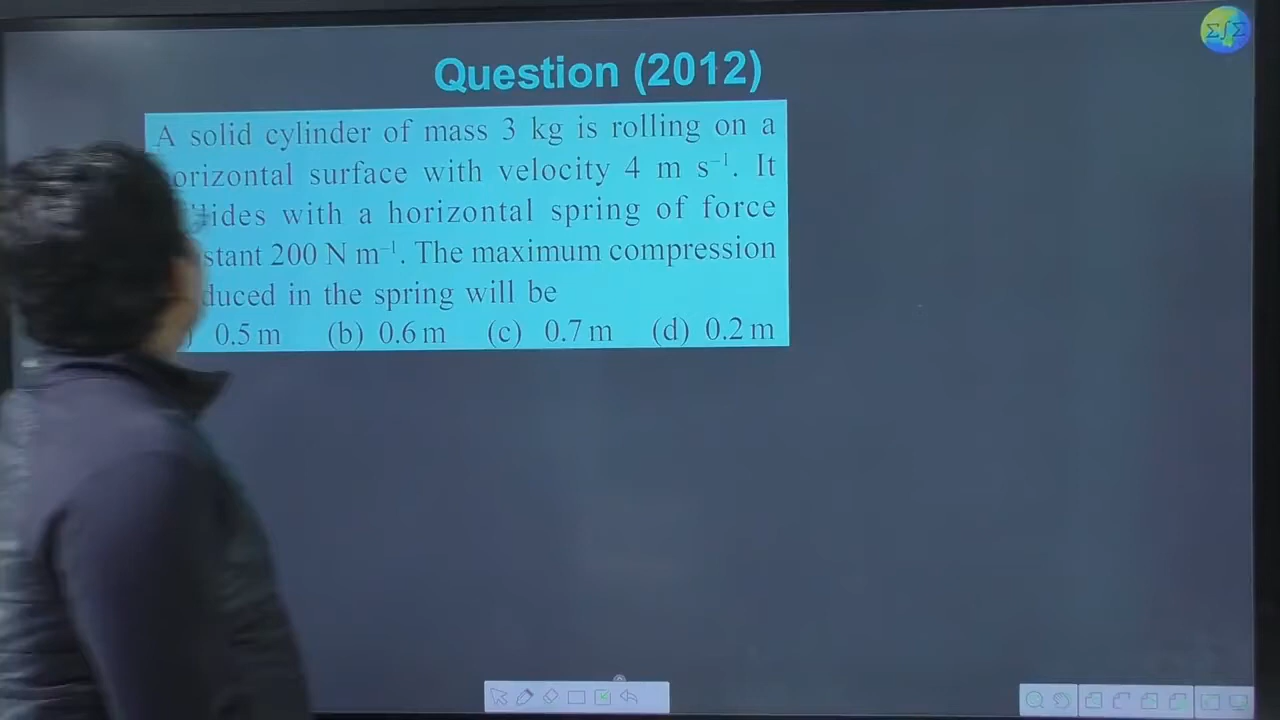 Question (2012)
A solid cylinder of mass 3 kg is rolling on a
orizontal surface with velocity 4 m s⁻¹. It
lides with a horizontal spring of force
stant 200 N m⁻¹. The maximum compression
duced in the spring will be
) 0.5 m (b) 0.6 m (c) 0.7 m (d) 0.2 m
Σ∫Σ